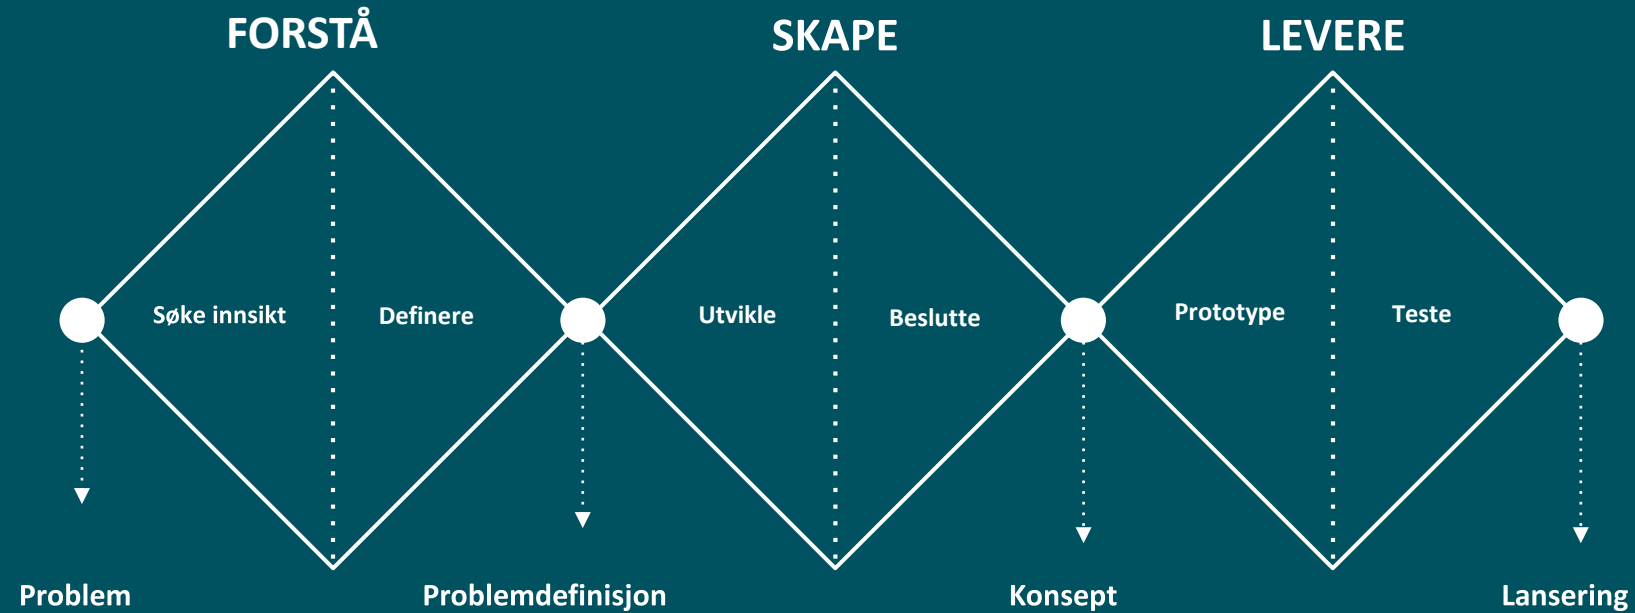 FORSTÅ
SKAPE
LEVERE
Søke innsikt
Definere
Utvikle
Beslutte
Prototype
Teste
Problem
Problemdefinisjon
Konsept
Lansering